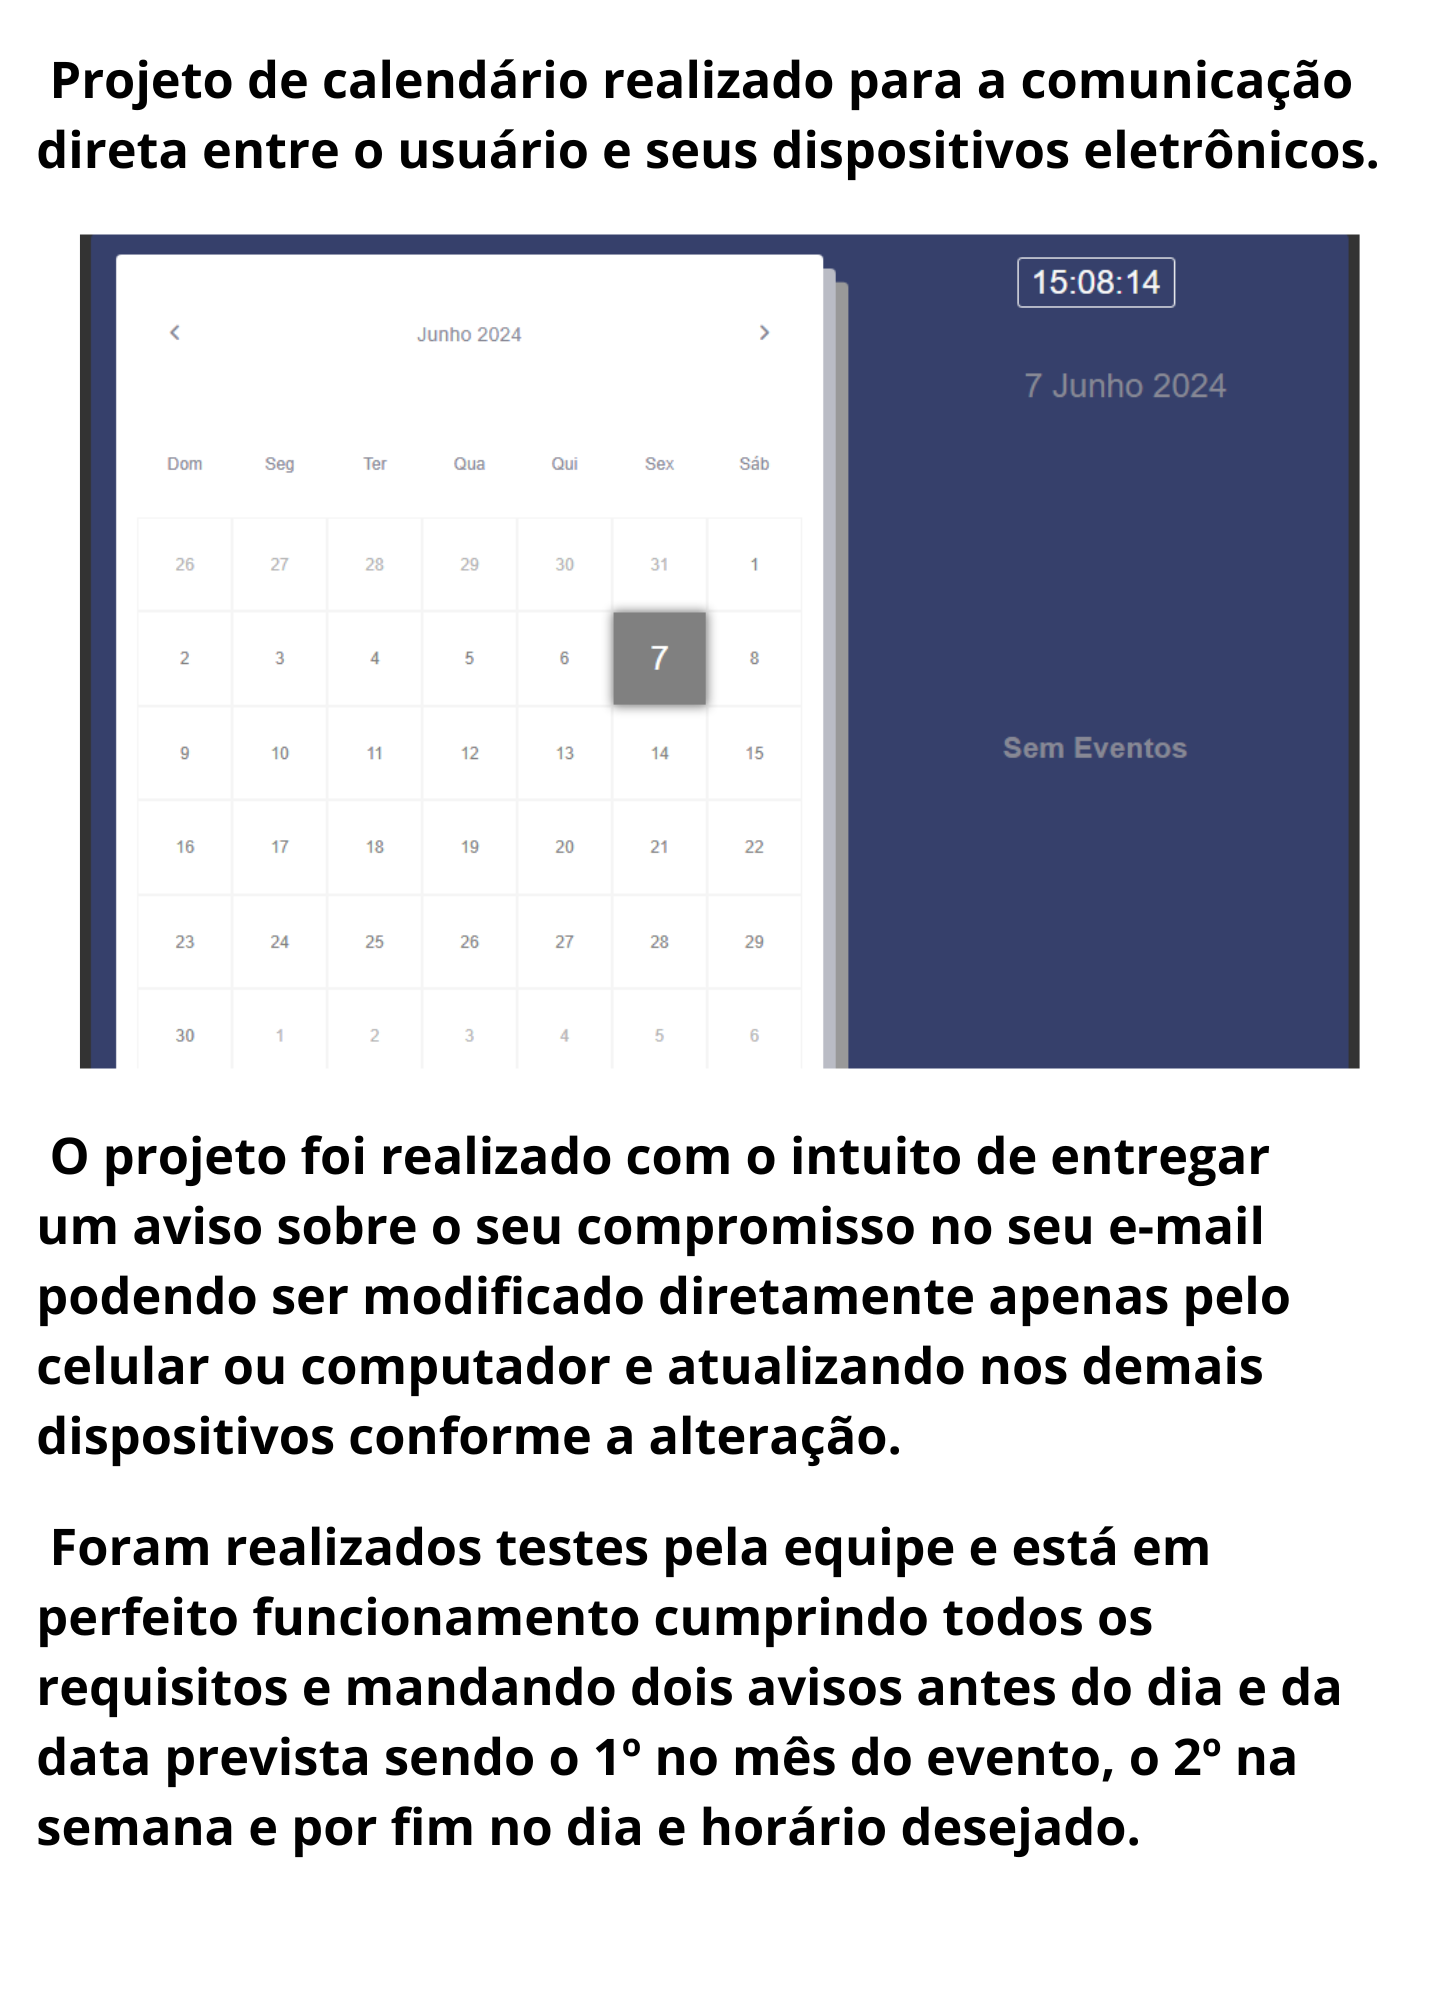 Projeto de calendário realizado para a comunicação
direta entre o usuário e seus dispositivos eletrônicos.
15:08:14
Junho 2024
7 Junho 2024
Dom Seg Ter Qua Qui Sex Sáb
26 27 28 29 30 31 1
2 3 4 5 6 7 8
9 10 11 12 13 14 15
Sem Eventos
16 17 18 19 20 21 22
23 24 25 26 27 28 29
30 1 2 3 4 5 6
O projeto foi realizado com o intuito de entregar
um aviso sobre o seu compromisso no seu e-mail
podendo ser modificado diretamente apenas pelo
celular ou computador e atualizando nos demais
dispositivos conforme a alteração.
Foram realizados testes pela equipe e está em
perfeito funcionamento cumprindo todos os
requisitos e mandando dois avisos antes do dia e da
data prevista sendo o 1º no mês do evento, o 2º na
semana e por fim no dia e horário desejado.